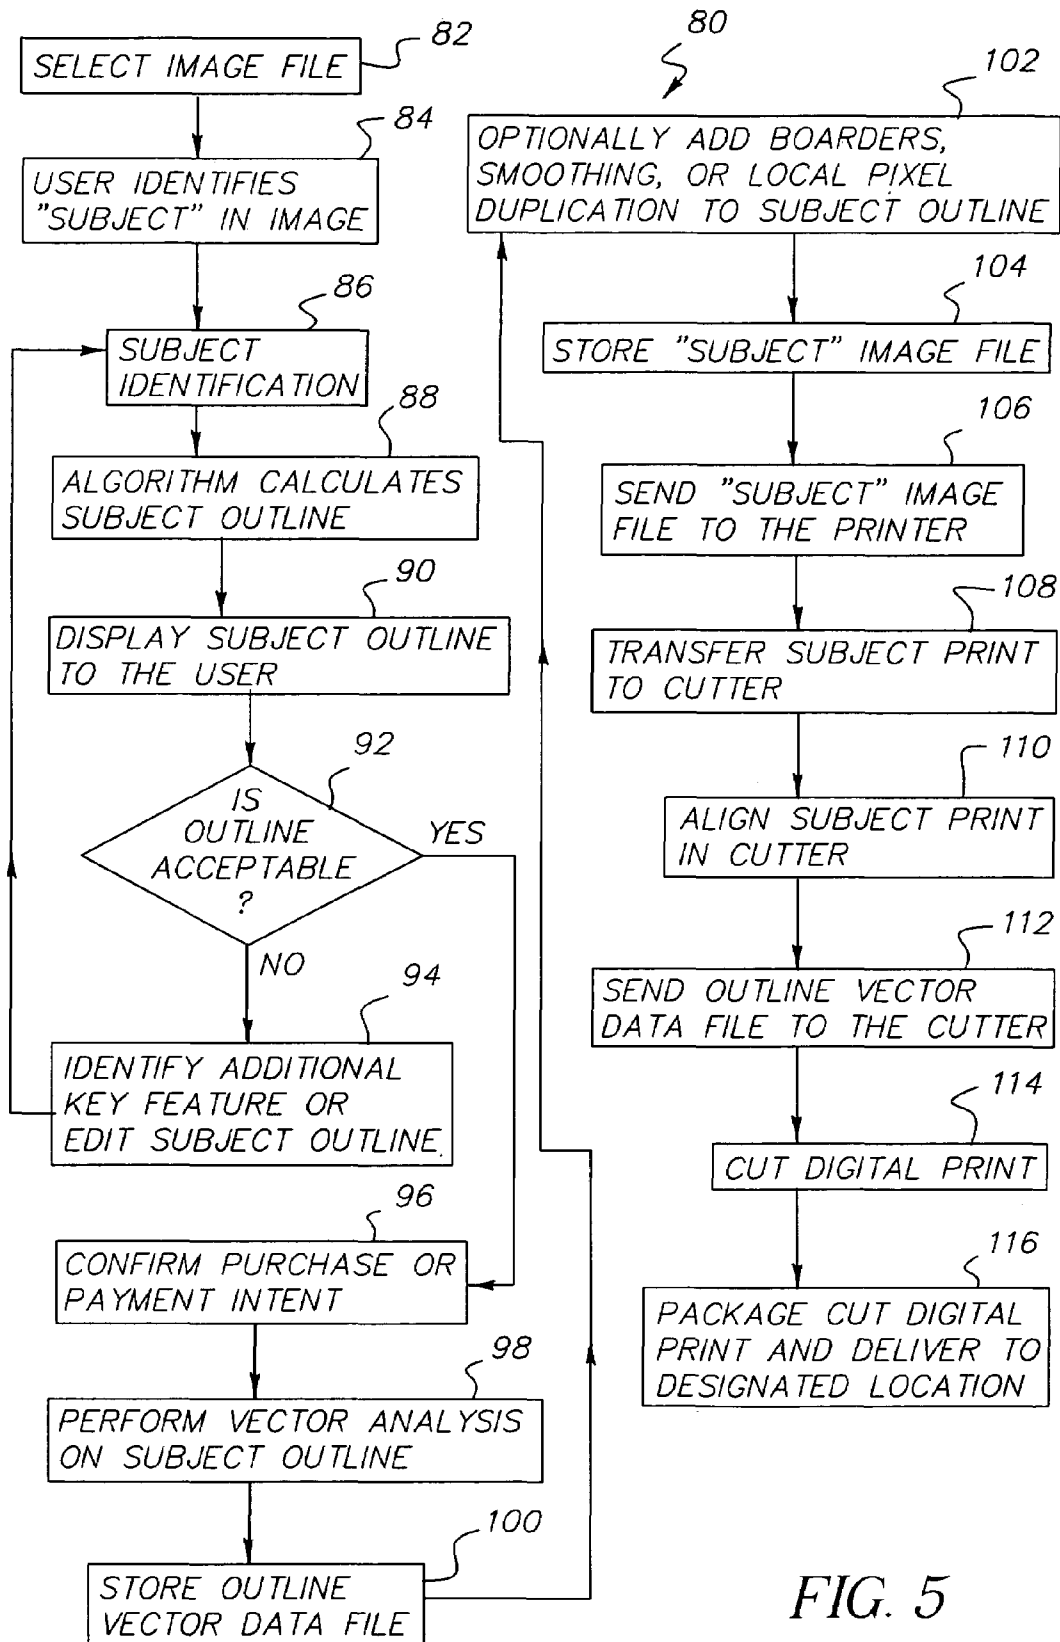 82
SELECT IMAGE FILE
84
USER IDENTIFIES
"SUBJECT" IN IMAGE
86
SUBJECT
IDENTIFICATION
88
ALGORITHM CALCULATES
SUBJECT OUTLINE
90
DISPLAY SUBJECT OUTLINE
TO THE USER
92
IS
OUTLINE
ACCEPTABLE
?
YES
NO
94
IDENTIFY ADDITIONAL
KEY FEATURE OR
EDIT SUBJECT OUTLINE
96
CONFIRM PURCHASE OR
PAYMENT INTENT
98
PERFORM VECTOR ANALYSIS
ON SUBJECT OUTLINE
100
STORE OUTLINE
VECTOR DATA FILE
80
102
OPTIONALLY ADD BOARDERS,
SMOOTHING, OR LOCAL PIXEL
DUPLICATION TO SUBJECT OUTLINE
104
STORE "SUBJECT" IMAGE FILE
106
SEND "SUBJECT" IMAGE
FILE TO THE PRINTER
108
TRANSFER SUBJECT PRINT
TO CUTTER
110
ALIGN SUBJECT PRINT
IN CUTTER
112
SEND OUTLINE VECTOR
DATA FILE TO THE CUTTER
114
CUT DIGITAL PRINT
116
PACKAGE CUT DIGITAL
PRINT AND DELIVER TO
DESIGNATED LOCATION
FIG. 5